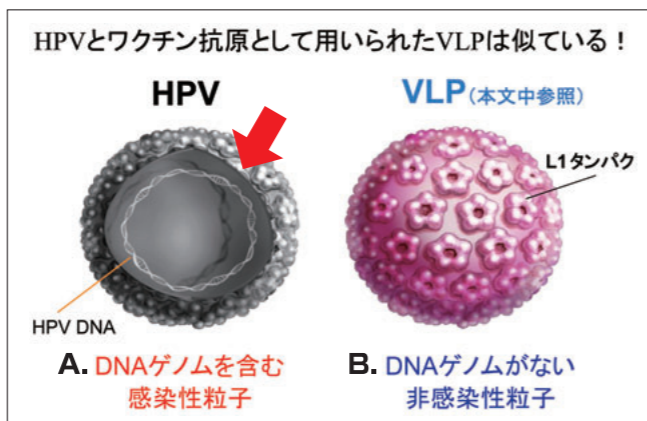 HPVとワクチン抗原として用いられたVLPは似ている！
HPV
VLP(本文中参照)
L1タンパク
HPV DNA
A. DNAゲノムを含む
感染性粒子
B. DNAゲノムがない
非感染性粒子